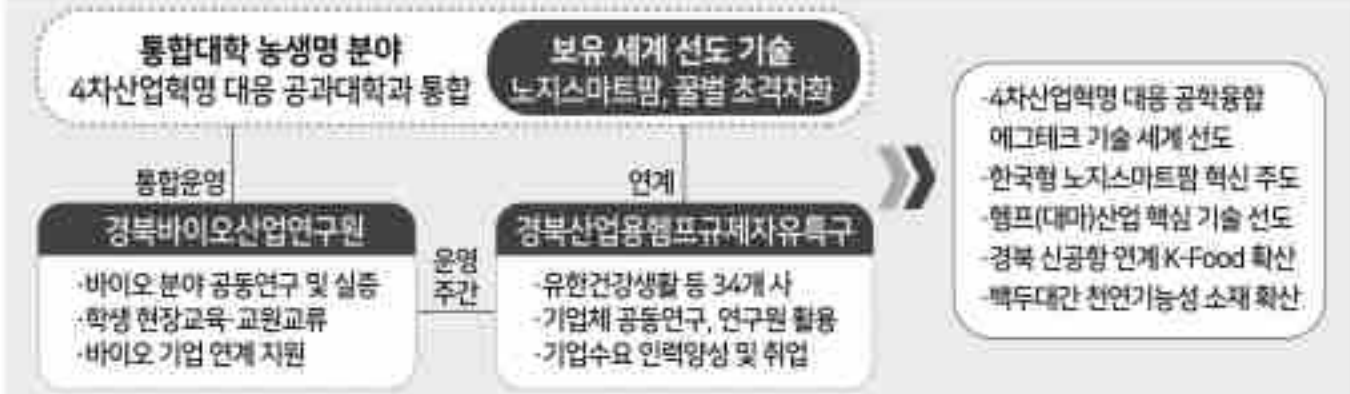 통합대학 농생명 분야
4차산업혁명 대응 공과대학과 통합
보유 세계 선도 기술
노지스마트팜, 꿀벌 초격차화
통합운영
연계
경북바이오산업연구원
·바이오 분야 공동연구 및 실증
·학생 현장교육·교원교류
·바이오 기업 연계 지원
운영
주간
경북산업용헴프규제자유특구
·유한건강생활 등 34개 사
·기업체 공동연구, 연구원 활용
·기업수요 인력양성 및 취업
·4차산업혁명 대응 공학융합
에그테크 기술 세계 선도
·한국형 노지스마트팜 혁신 주도
·헴프(대마)산업 핵심 기술 선도
·경북 신공항 연계 K-Food 확산
·백두대간 천연기능성 소재 확산